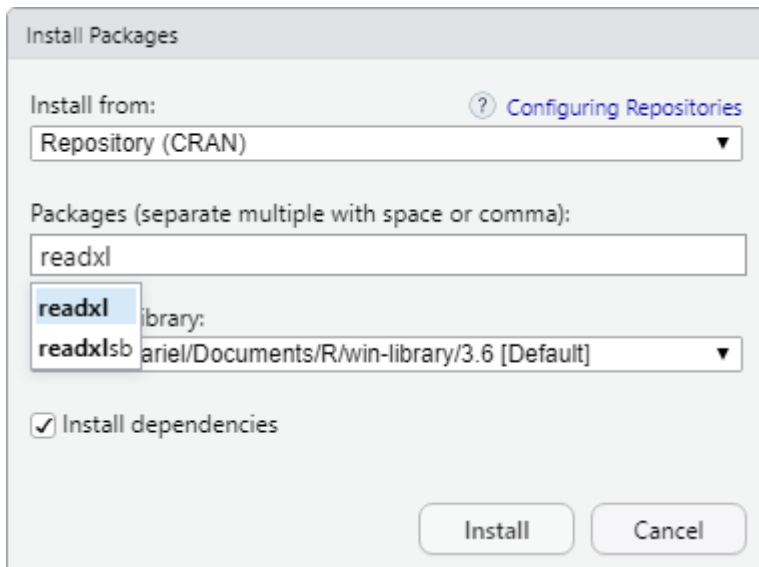 Install Packages
Install from:
? Configuring Repositories
Repository (CRAN)
Packages (separate multiple with space or comma):
readxl
readxl
ibrary:
readxlsb
ariel/Documents/R/win-library/3.6 [Default]
Install dependencies
Install
Cancel